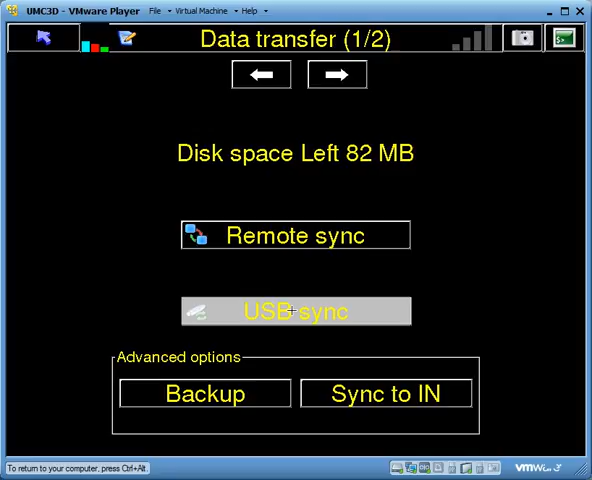 UMC3D - VMware Player File Virtual Machine Help
Data transfer (1/2)
Disk space Left 82 MB
Remote sync
USB sync
Advanced options
Backup
Sync to IN
To return to your computer, press Ctrl+Alt.